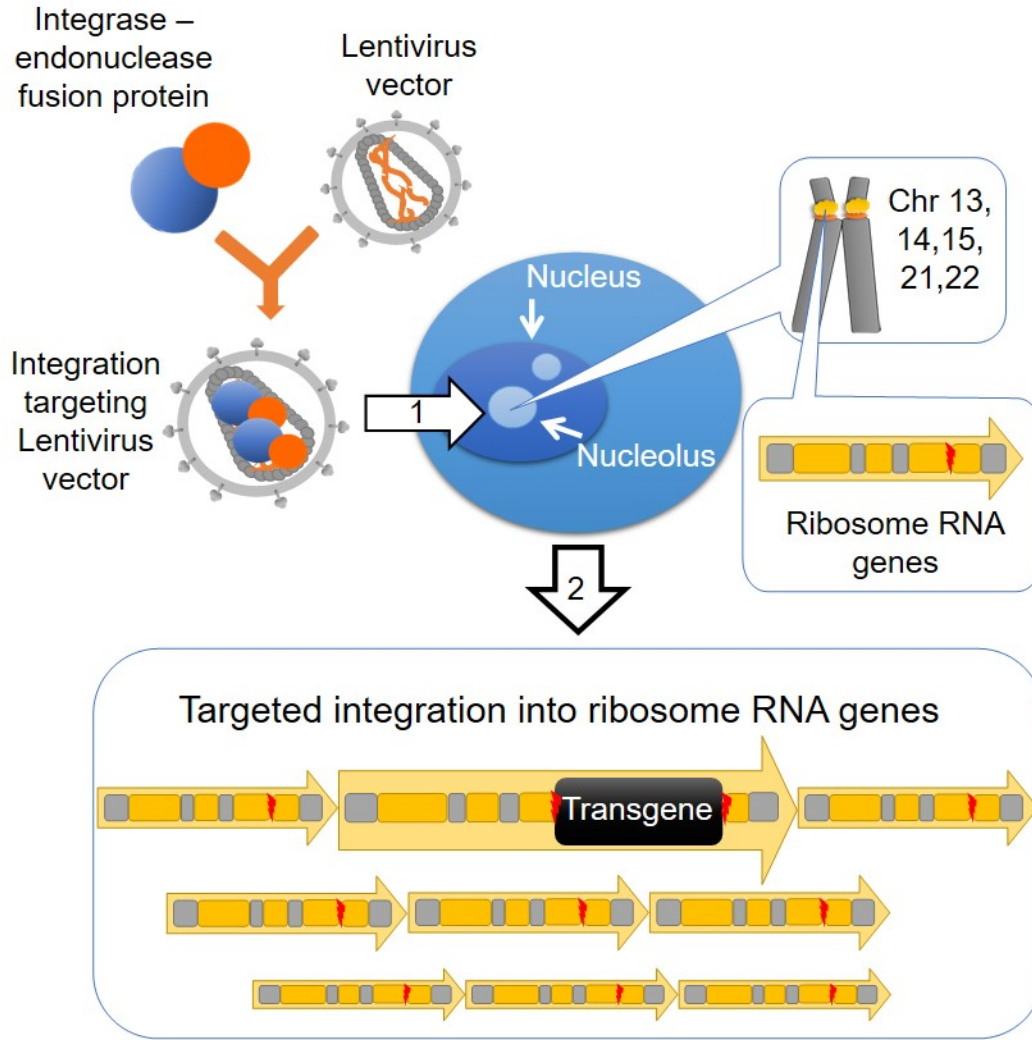 Integrase –
endonuclease
fusion protein
Lentivirus
vector
Chr 13,
14,15,
21,22
Nucleus
Integration
targeting
Lentivirus
vector
1
Nucleolus
Ribosome RNA
genes
2
Targeted integration into ribosome RNA genes
Transgene